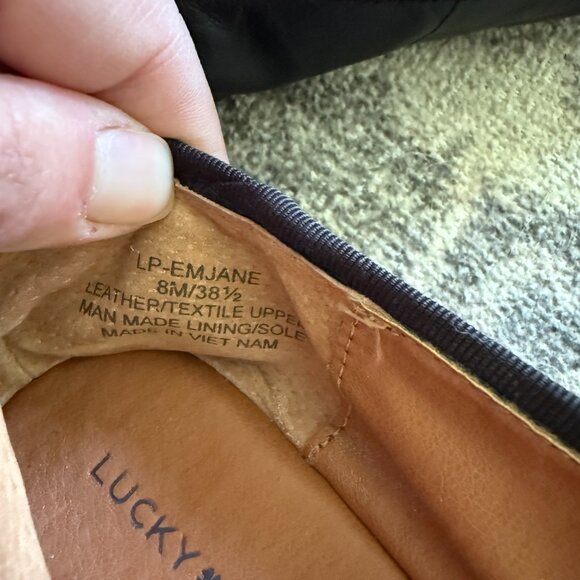 LP-EMJANE
8M/38½
LEATHER/TEXTILE UPPER
MAN MADE LINING/SOLE
MADE IN VIET NAM
LUCKY